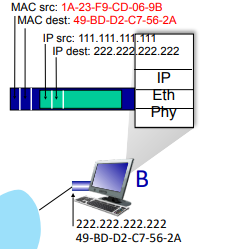 MAC src: 1A-23-F9-CD-06-9B
MAC dest: 49-BD-D2-C7-56-2A
IP src: 111.111.111.111
IP dest: 222.222.222.222
IP
Eth
Phy
B
222.222.222.222
49-BD-D2-C7-56-2A